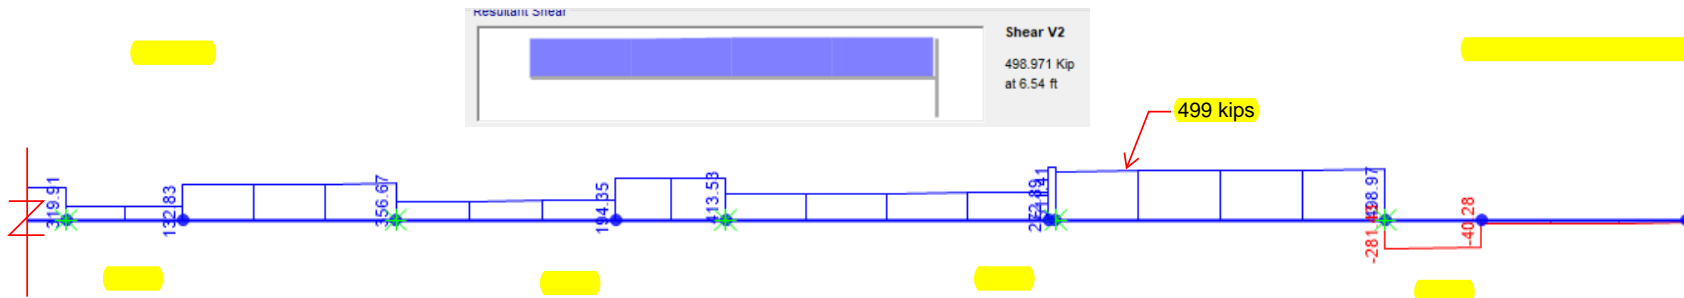 Resultant Shear
Shear V2
498.971 Kip
at 6.54 ft
499 kips
319.91
132.83
356.67
194.35
413.53
498.97
-281.43
-40.28